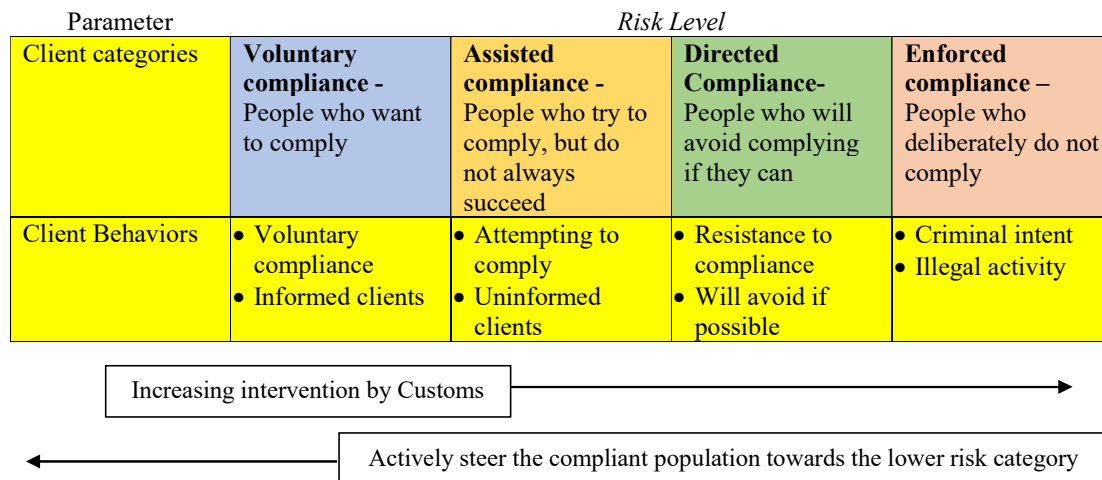 Parameter
Risk Level
Client categories
Voluntary
compliance -
People who want
to comply
Assisted
compliance -
People who try to
comply, but do
not always
succeed
Directed
Compliance-
People who will
avoid complying
if they can
Enforced
compliance –
People who
deliberately do not
comply
Client Behaviors
• Voluntary
compliance
• Informed clients
• Attempting to
comply
• Uninformed
clients
• Resistance to
compliance
• Will avoid if
possible
• Criminal intent
• Illegal activity
Increasing intervention by Customs
Actively steer the compliant population towards the lower risk category